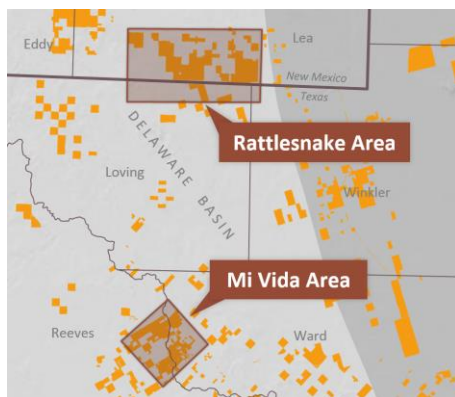 Eddy
Lea
New Mexico
Texas
Rattlesnake Area
DELAWARE BASIN
Loving
Winkler
Mi Vida Area
Reeves
Ward